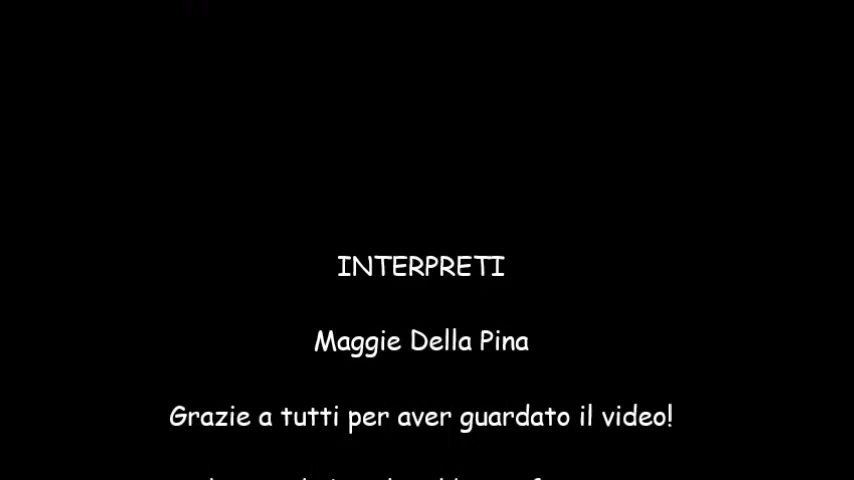 INTERPRETI
Maggie Della Pina
Grazie a tutti per aver guardato il video!